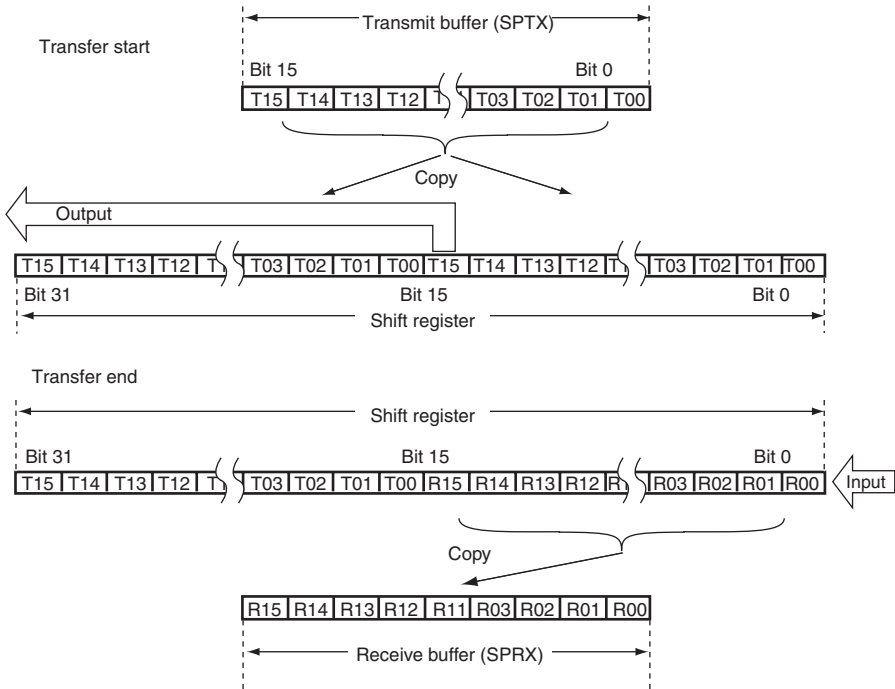 Transmit buffer (SPTX)
Transfer start
Bit 15 Bit 0
T15 T14 T13 T12 T03 T02 T01 T00
Copy
Output
T15 T14 T13 T12 T03 T02 T01 T00 T15 T14 T13 T12 T03 T02 T01 T00
Bit 31 Bit 15 Bit 0
Shift register
Transfer end
Shift register
Bit 31 Bit 15 Bit 0
T15 T14 T13 T12 T03 T02 T01 T00 R15 R14 R13 R12 R03 R02 R01 R00
Input
Copy
R15 R14 R13 R12 R11 R03 R02 R01 R00
Receive buffer (SPRX)